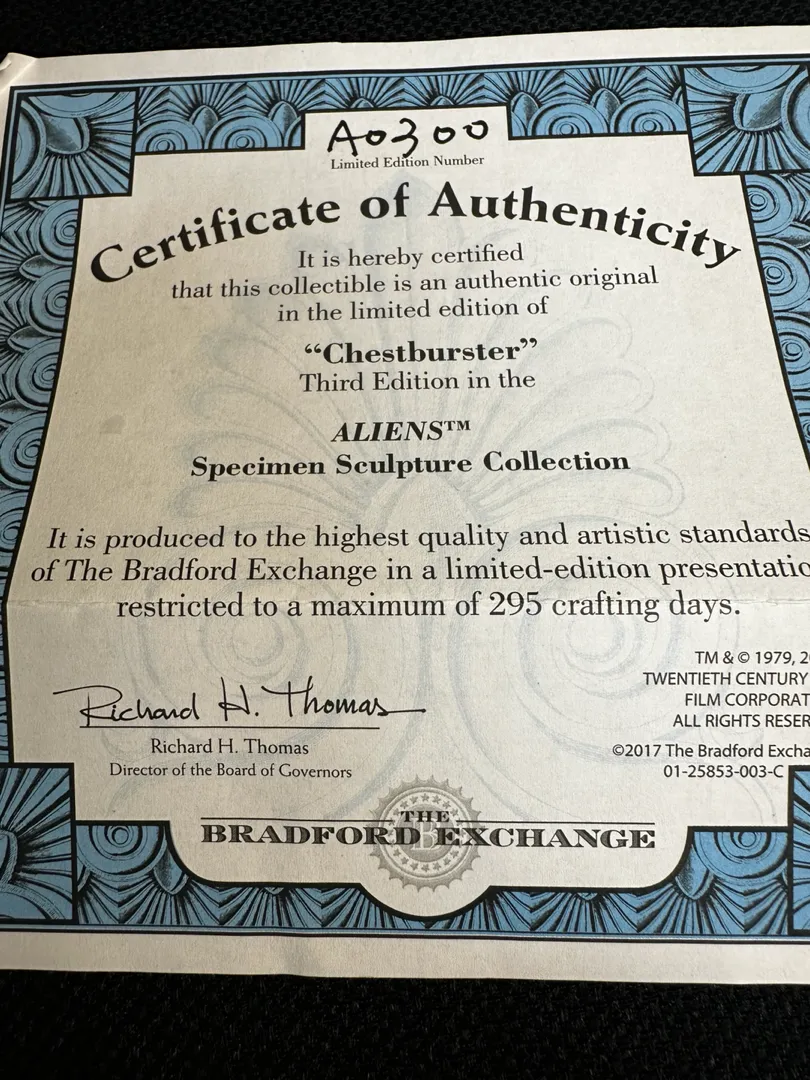 A0300
Limited Edition Number
Certificate of Authenticity
It is hereby certified
that this collectible is an authentic original
in the limited edition of
“Chestburster”
Third Edition in the
ALIENS™
Specimen Sculpture Collection
It is produced to the highest quality and artistic standards
of The Bradford Exchange in a limited-edition presentatio
restricted to a maximum of 295 crafting days.
TM & © 1979, 2
TWENTIETH CENTURY
FILM CORPORAT
ALL RIGHTS RESER
Richard H. Thomas
Richard H. Thomas
Director of the Board of Governors
©2017 The Bradford Excha
01-25853-003-C
THE
BRADFORD EXCHANGE